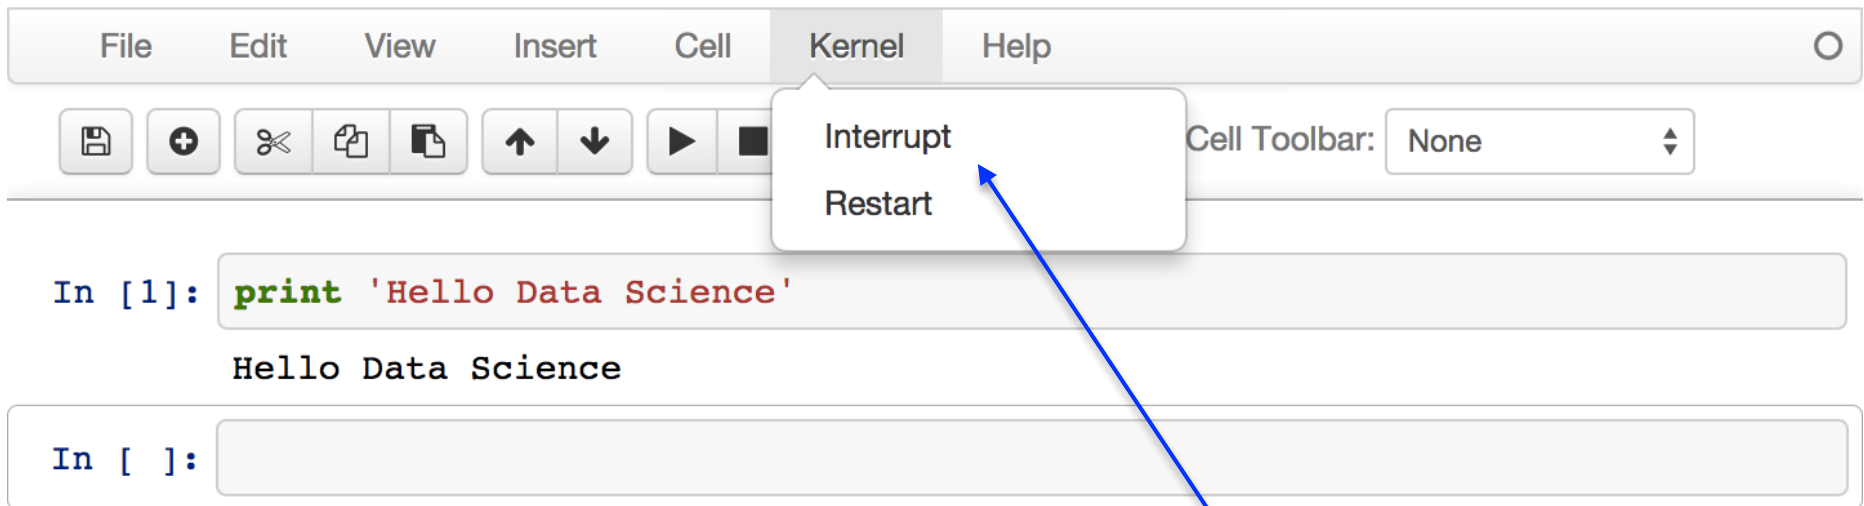 File Edit View Insert Cell Kernel Help
Interrupt
Restart
Cell Toolbar: None
In [1]: print 'Hello Data Science'
Hello Data Science
In [ ]: